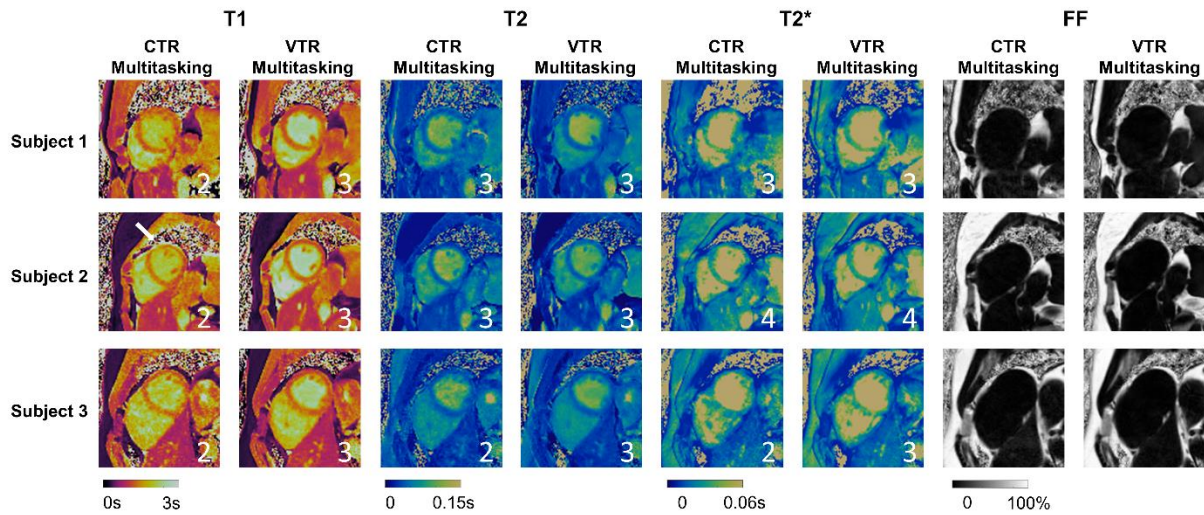 T1 T2 T2* FF
CTR Multitasking VTR Multitasking CTR Multitasking VTR Multitasking CTR Multitasking VTR Multitasking CTR Multitasking VTR Multitasking
Subject 1
2 3 3 3 3 3
Subject 2
2 3 3 3 4 4
Subject 3
2 3 2 3 2 3
0s 3s 0 0.15s 0 0.06s 0 100%